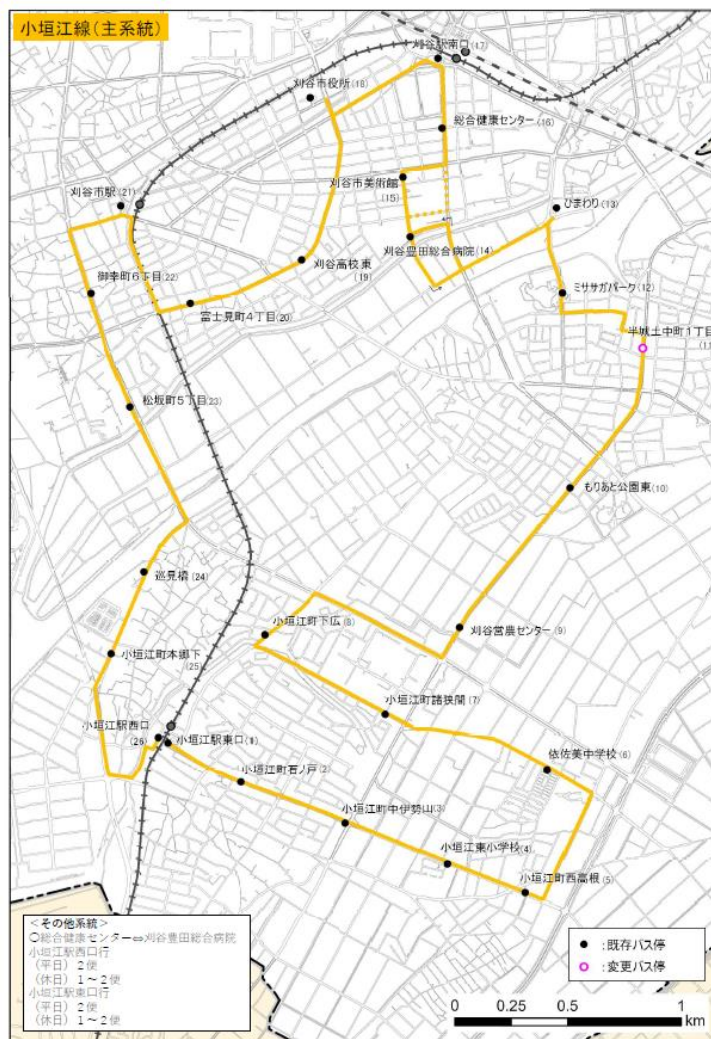 小垣江線(主系統)
刈谷駅南口(17)
刈谷市役所(18)
総合健康センター(16)
刈谷市美術館
(15)
刈谷市駅(21)
ひまわり(13)
刈谷豊田総合病院(14)
刈谷高校東
(19)
御幸町6丁目(22)
ミササガパーク(12)
富士見町4丁目(20)
半城土中町1丁目
(11
松坂町5丁目(23)
もりあと公園東(10)
巡見橋(24)
小垣江町下広(8)
刈谷営農センター(9)
小垣江町本郷下
(25)
小垣江町諸狭間(7)
小垣江駅西口
(26)
小垣江駅東口(1)
依佐美中学校(6)
小垣江町石ノ戸(2)
小垣江町中伊勢山(3)
小垣江東小学校(4)
小垣江町西高根(5)
<その他系統>
○総合健康センター⇔刈谷豊田総合病院
小垣江駅西口行
(平日)2便
(休日)1~2便
小垣江駅東口行
(平日)2便
(休日)1~2便
● :既存バス停
○ :変更バス停
0 0.25 0.5 1
km